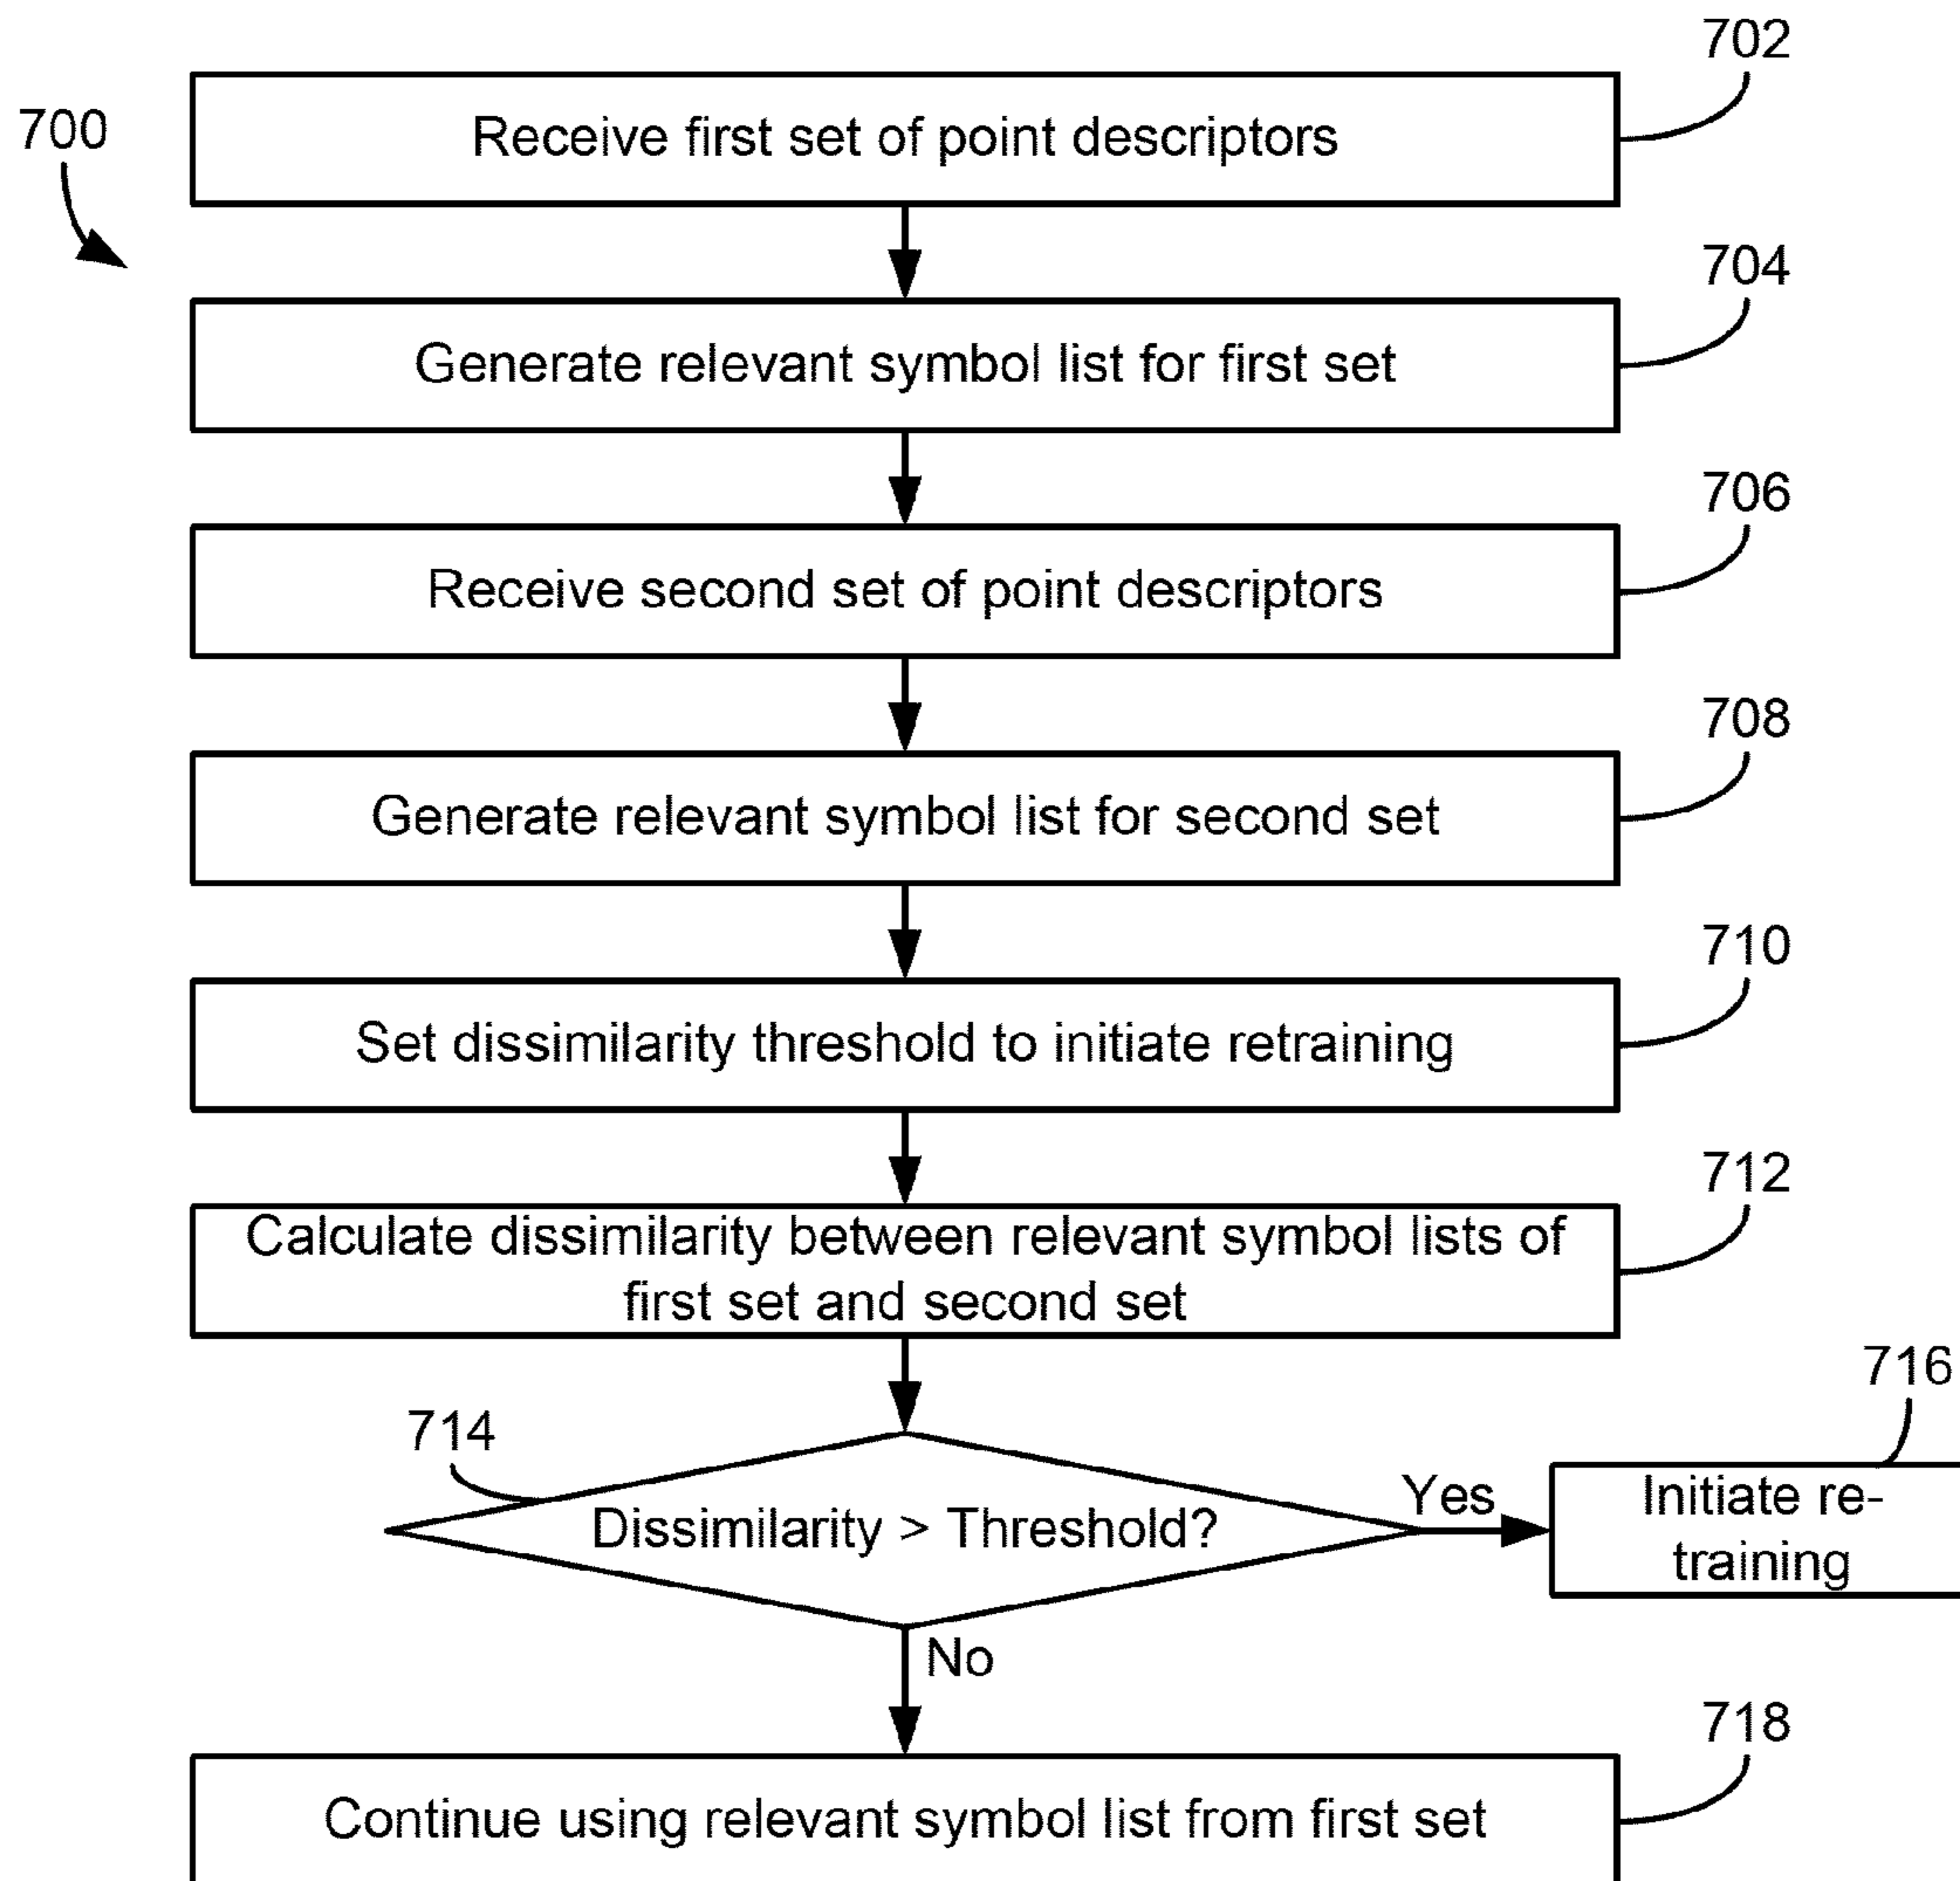 702
700
Receive first set of point descriptors
704
Generate relevant symbol list for first set
706
Receive second set of point descriptors
708
Generate relevant symbol list for second set
710
Set dissimilarity threshold to initiate retraining
712
Calculate dissimilarity between relevant symbol lists of
first set and second set
716
714
Dissimilarity > Threshold?
Yes
Initiate re-
training
No
718
Continue using relevant symbol list from first set